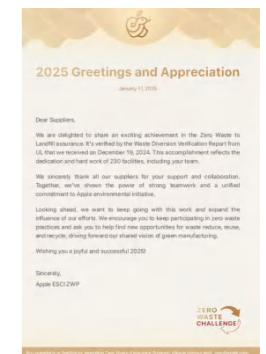 2025 Greetings and Appreciation
January 17, 2025
Dear Suppliers,
We are delighted to share an exciting achievement in the Zero Waste to
Landfill assurance. It's verified by the Waste Diversion Verification Report from
UL that we received on December 19, 2024. This accomplishment reflects the
dedication and hard work of 230 facilities, including your team.
We sincerely thank all our suppliers for your support and collaboration.
Together, we've shown the power of strong teamwork and a unified
commitment to Apple environmental initiative.
Looking ahead, we want to keep going with this work and expand the
influence of our efforts. We encourage you to keep participating in zero waste
practices and ask you to help find new opportunities for waste reduce, reuse,
and recycle, driving forward our shared vision of green manufacturing.
Wishing you a joyful and successful 2025!
Sincerely,
Apple ESCI ZWP
ZERO
WASTE
CHALLENGE